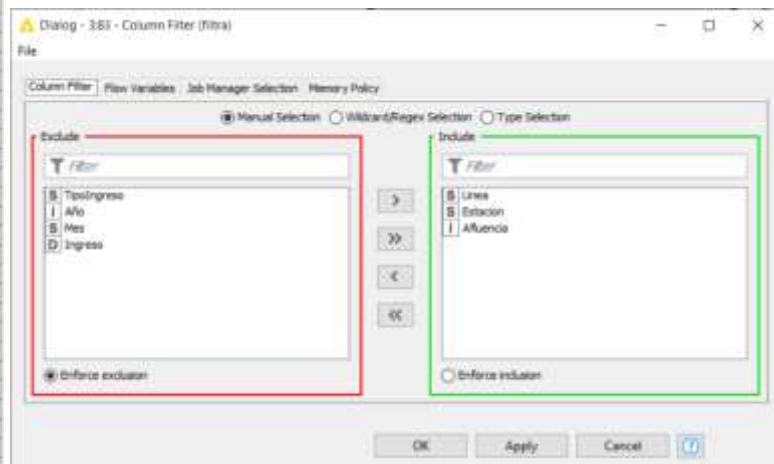 Dialog - 3:83 - Column Filter (filtra)
File
Column Filter Flow Variables Job Manager Selection Memory Policy
Manual Selection Wildcard/Regex Selection Type Selection
Exclude
Filter
S TipoIngreso
I Año
S Mes
D Ingreso
Enforce exclusion
>
>>
<
<<
Include
Filter
S Linea
S Estacion
I Afluencia
Enforce inclusion
OK Apply Cancel ?